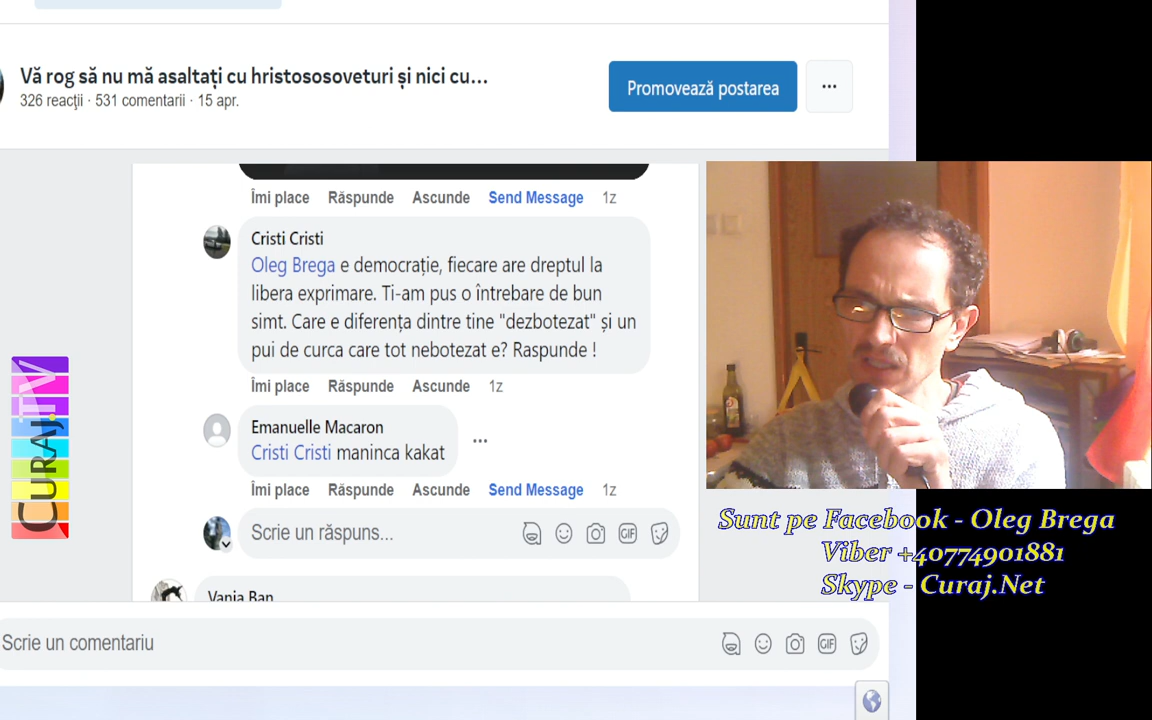 Vă rog să nu mă asaltați cu hristososoveturi și nici cu...
326 reacții · 531 comentarii · 15 apr.
Promovează postarea
Îmi place Răspunde Ascunde Send Message 1z
Cristi Cristi
Oleg Brega e democrație, fiecare are dreptul la
libera exprimare. Ti-am pus o întrebare de bun
simt. Care e diferența dintre tine "dezbotezat" și un
pui de curca care tot nebotezat e? Raspunde !
Îmi place Răspunde Ascunde 1z
Emanuelle Macaron
Cristi Cristi maninca kakat
Îmi place Răspunde Ascunde Send Message 1z
Scrie un răspuns...
GIF
Vania Ban
Scrie un comentariu
GIF
CURAJ.TV
Sunt pe Facebook - Oleg Brega
Viber +40774901881
Skype - Curaj.Net